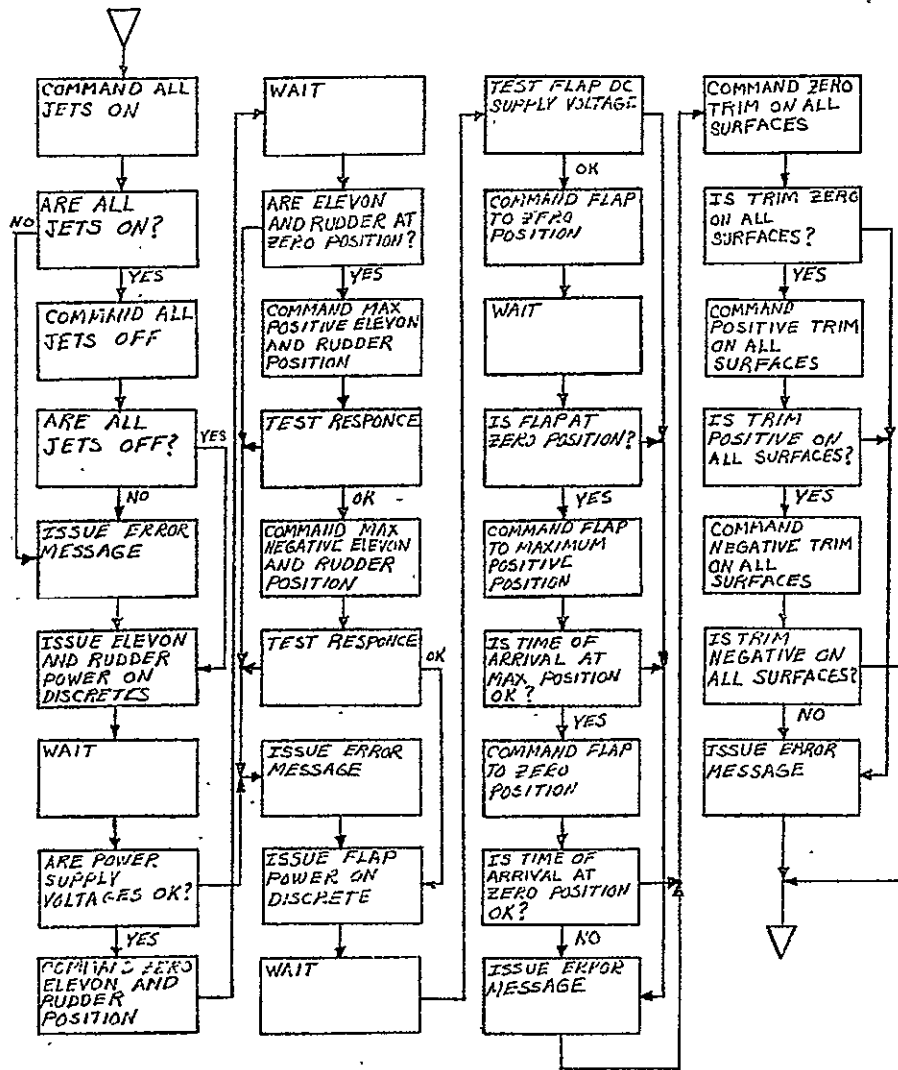 COMMAND ALL
JETS ON
ARE ALL
JETS ON?
NO
YES
COMMAND ALL
JETS OFF
ARE ALL
JETS OFF?
YES
NO
ISSUE ERROR
MESSAGE
ISSUE ELEVON
AND RUDDER
POWER ON
DISCRETES
WAIT
ARE POWER
SUPPLY
VOLTAGES OK?
YES
COMMAND ZERO
ELEVON AND
RUDDER
POSITION
WAIT
ARE ELEVON
AND RUDDER AT
ZERO POSITION?
YES
COMMAND MAX
POSITIVE ELEVON
AND RUDDER
POSITION
TEST RESPONCE
OK
COMMAND MAX
NEGATIVE ELEVON
AND RUDDER
POSITION
TEST RESPONCE
OK
ISSUE ERROR
MESSAGE
ISSUE FLAP
POWER ON
DISCRETE
WAIT
TEST FLAP DC
SUPPLY VOLTAGE
OK
COMMAND FLAP
TO ZERO
POSITION
WAIT
IS FLAP AT
ZERO POSITION?
YES
COMMAND FLAP
TO MAXIMUM
POSITIVE
POSITION
IS TIME OF
ARRIVAL AT
MAX POSITION
OK?
YES
COMMAND FLAP
TO ZERO
POSITION
IS TIME OF
ARRIVAL AT
ZERO POSITION
OK?
NO
ISSUE ERROR
MESSAGE
COMMAND ZERO
TRIM ON ALL
SURFACES
IS TRIM ZERO
ON ALL
SURFACES?
YES
COMMAND
POSITIVE TRIM
ON ALL
SURFACES
IS TRIM
POSITIVE ON
ALL SURFACES?
YES
COMMAND
NEGATIVE TRIM
ON ALL
SURFACES
IS TRIM
NEGATIVE ON
ALL SURFACES?
NO
ISSUE ERROR
MESSAGE